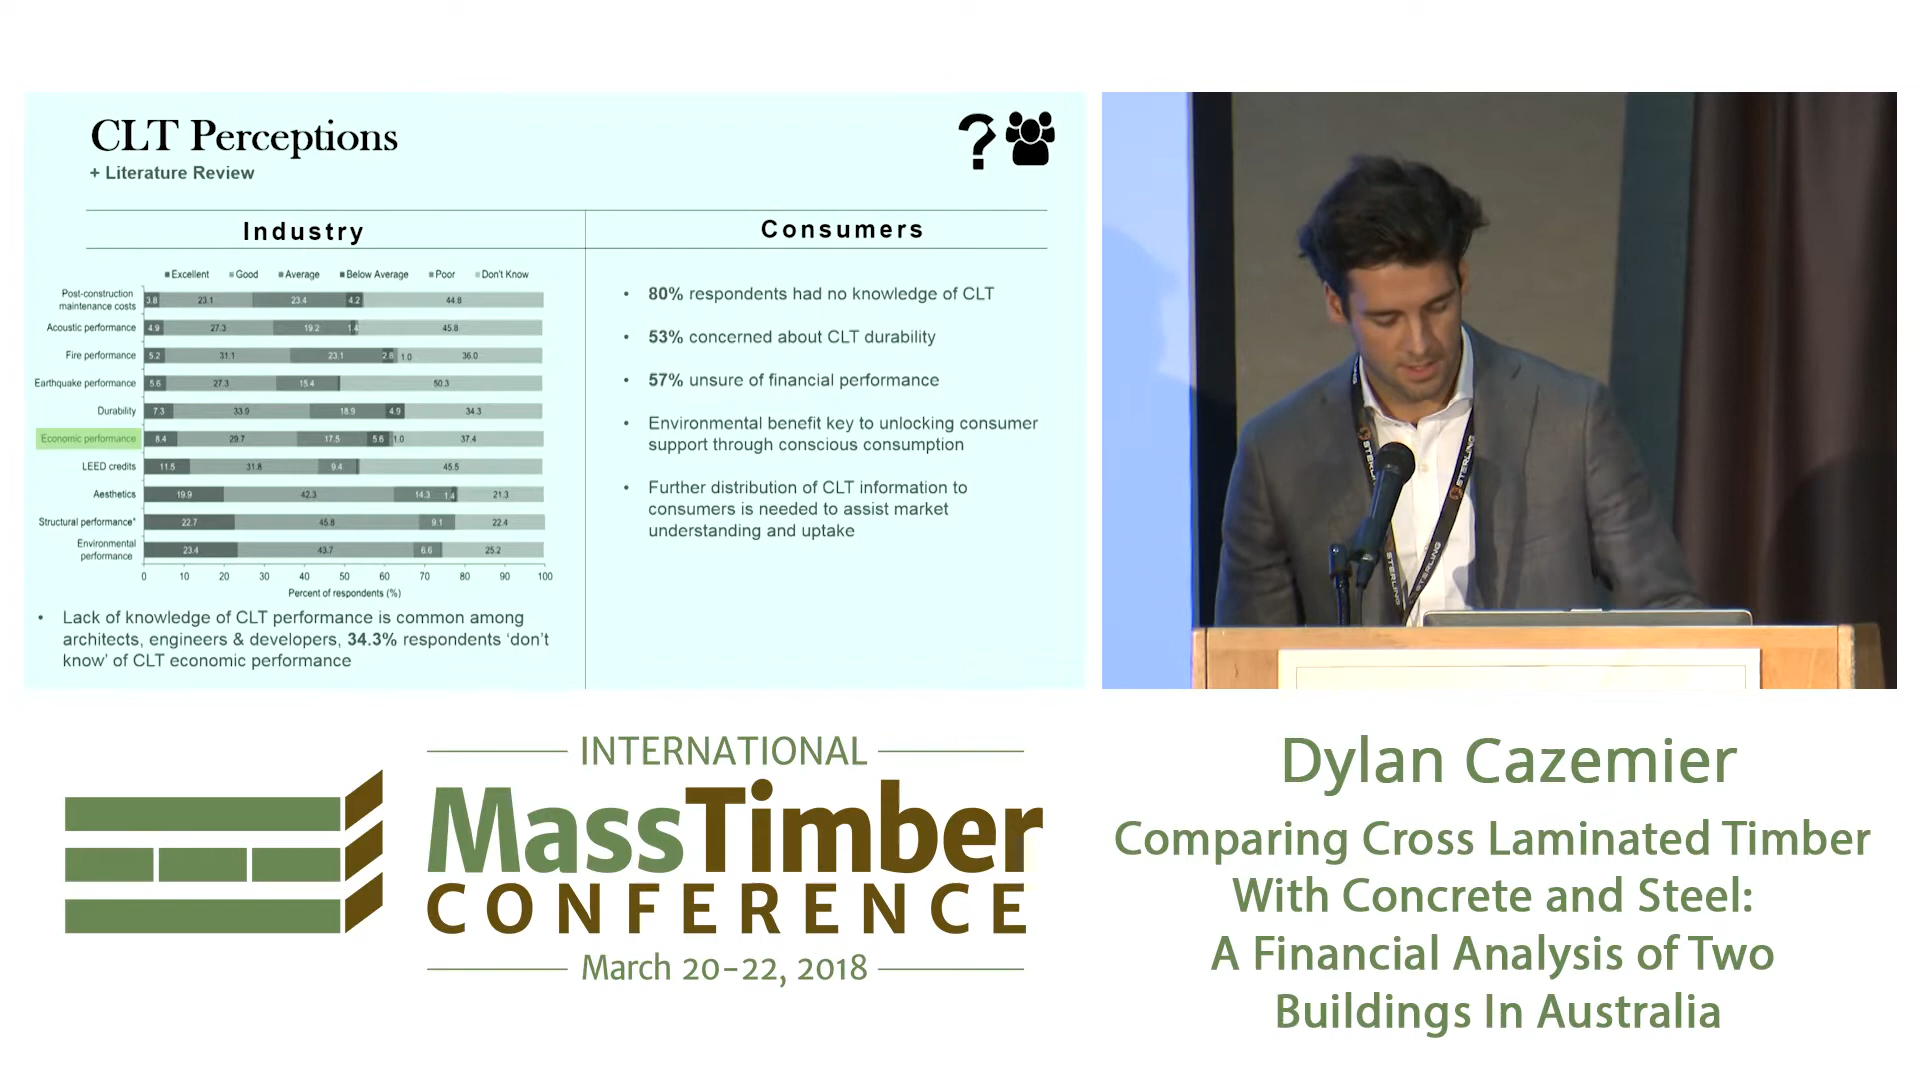 CLT Perceptions
+ Literature Review
Industry
Consumers
Excellent Good Average Below Average Poor Don't Know
Post-construction
maintenance costs
3.8 23.1 23.4 4.2 44.8
Acoustic performance 4.9 27.3 19.2 1.4 45.8
Fire performance 5.2 31.1 23.1 2.8 1.0 36.0
Earthquake performance 5.6 27.3 15.4 50.3
Durability 7.3 33.9 18.9 4.9 34.3
Economic performance 8.4 29.7 17.5 5.6 1.0 37.4
LEED credits 11.5 31.8 9.4 45.5
Aesthetics 19.9 42.3 14.3 1.4 21.3
Structural performance* 22.7 45.8 9.1 22.4
Environmental
performance
23.4 43.7 6.6 25.2
0 10 20 30 40 50 60 70 80 90 100
Percent of respondents (%)
• Lack of knowledge of CLT performance is common among
architects, engineers & developers, 34.3% respondents 'don't
know' of CLT economic performance
• 80% respondents had no knowledge of CLT
• 53% concerned about CLT durability
• 57% unsure of financial performance
• Environmental benefit key to unlocking consumer
support through conscious consumption
• Further distribution of CLT information to
consumers is needed to assist market
understanding and uptake
STERLING
STERLING
STERLING
STERLING
INTERNATIONAL
MassTimber
CONFERENCE
March 20-22, 2018
Dylan Cazemier
Comparing Cross Laminated Timber
With Concrete and Steel:
A Financial Analysis of Two
Buildings In Australia